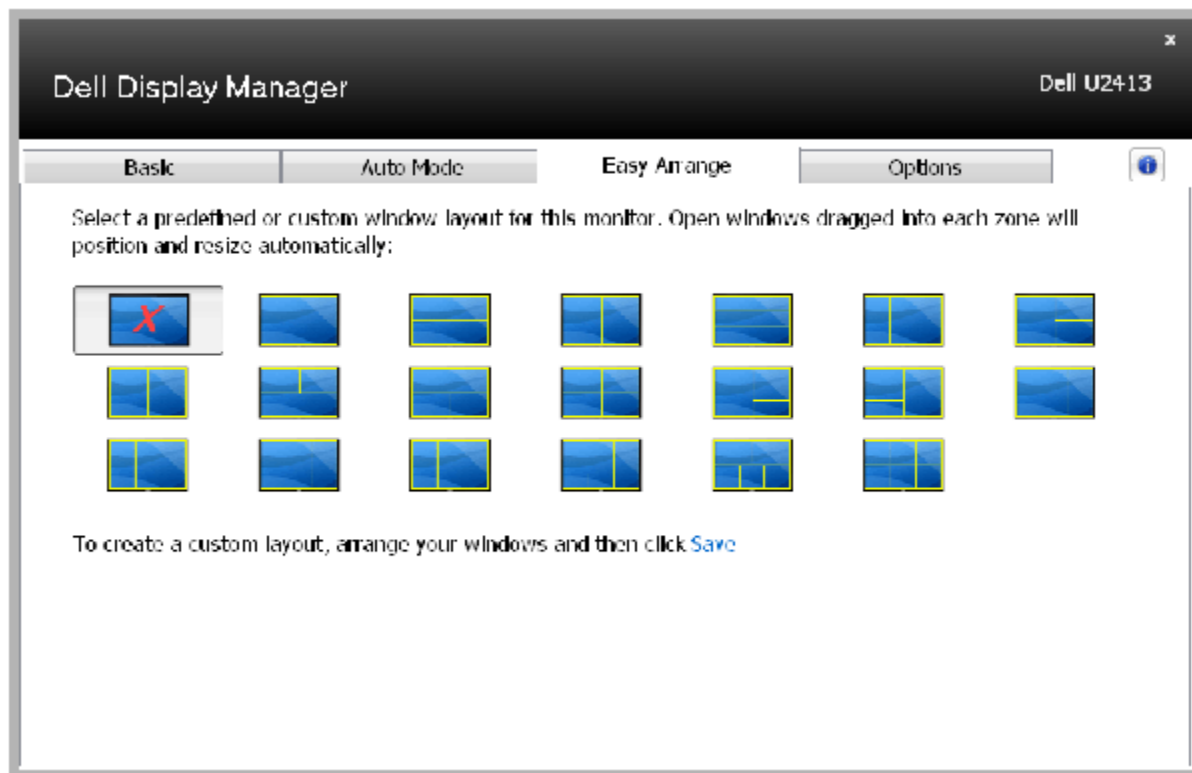 x
Dell Display Manager
Dell U2413
Basic
Auto Mode
Easy Arrange
Options
i
Select a predefined or custom window layout for this monitor. Open windows dragged into each zone will
position and resize automatically:
X
To create a custom layout, arrange your windows and then click Save